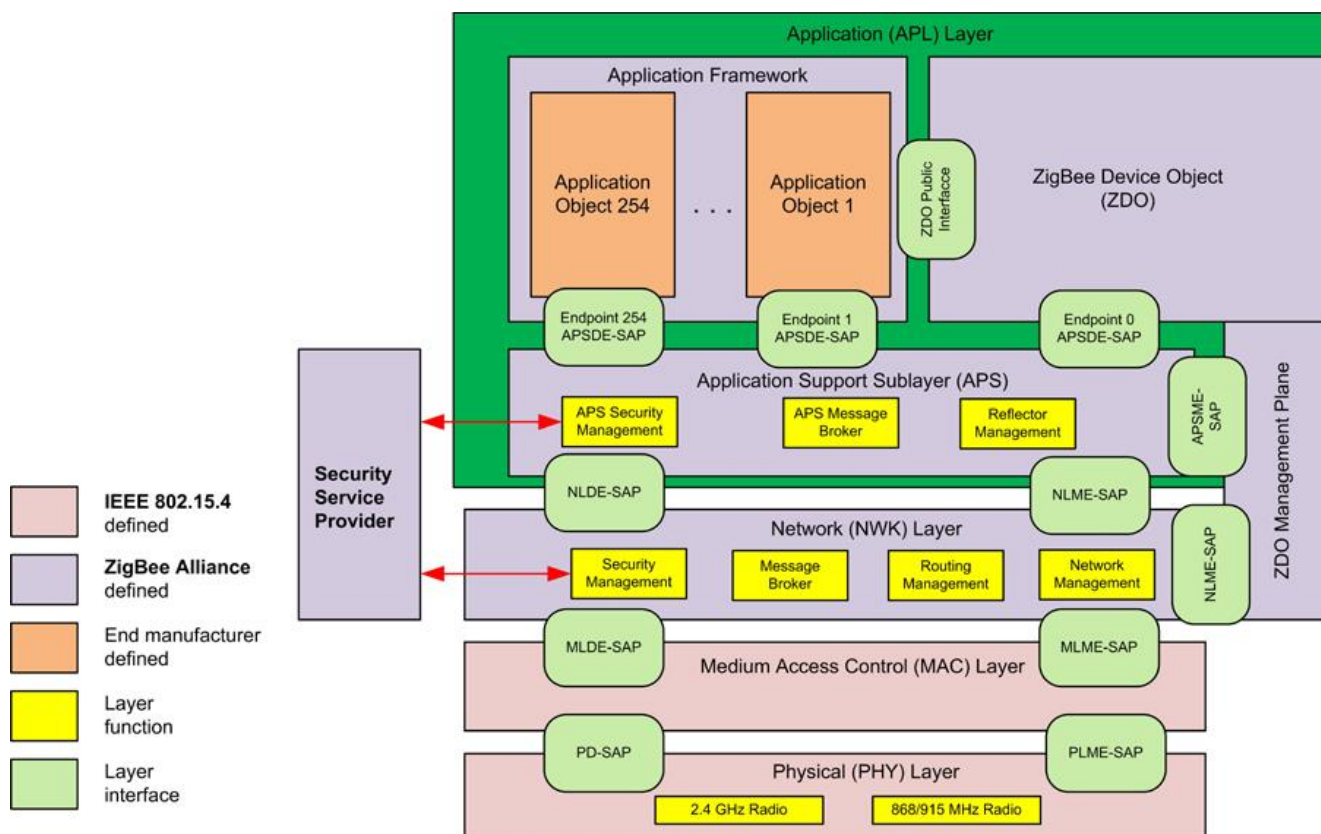 Application (APL) Layer
Application Framework
Application
Object 254
. . .
Application
Object 1
ZDO Public
Interfacce
ZigBee Device Object
(ZDO)
Endpoint 254
APSDE-SAP
Endpoint 1
APSDE-SAP
Endpoint 0
APSDE-SAP
Application Support Sublayer (APS)
APS Security
Management
APS Message
Broker
Reflector
Management
APSME-
SAP
ZDO Management Plane
Security
Service
Provider
NLDE-SAP
NLME-SAP
Network (NWK) Layer
Security
Management
Message
Broker
Routing
Management
Network
Management
NLME-SAP
MLDE-SAP
MLME-SAP
Medium Access Control (MAC) Layer
PD-SAP
PLME-SAP
Physical (PHY) Layer
2.4 GHz Radio
868/915 MHz Radio
IEEE 802.15.4
defined
ZigBee Alliance
defined
End manufacturer
defined
Layer
function
Layer
interface